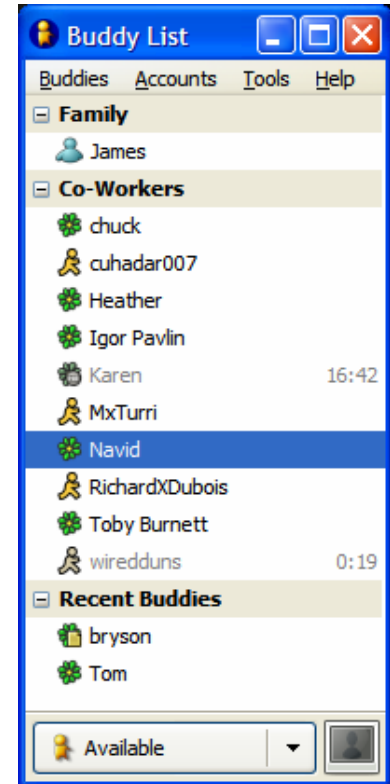 Buddy List
Buddies Accounts Tools Help
Family
James
Co-Workers
chuck
cuhadar007
Heather
Igor Pavlin
Karen 16:42
MxTurri
Navid
RichardXDubois
Toby Burnett
wiredduns 0:19
Recent Buddies
bryson
Tom
Available